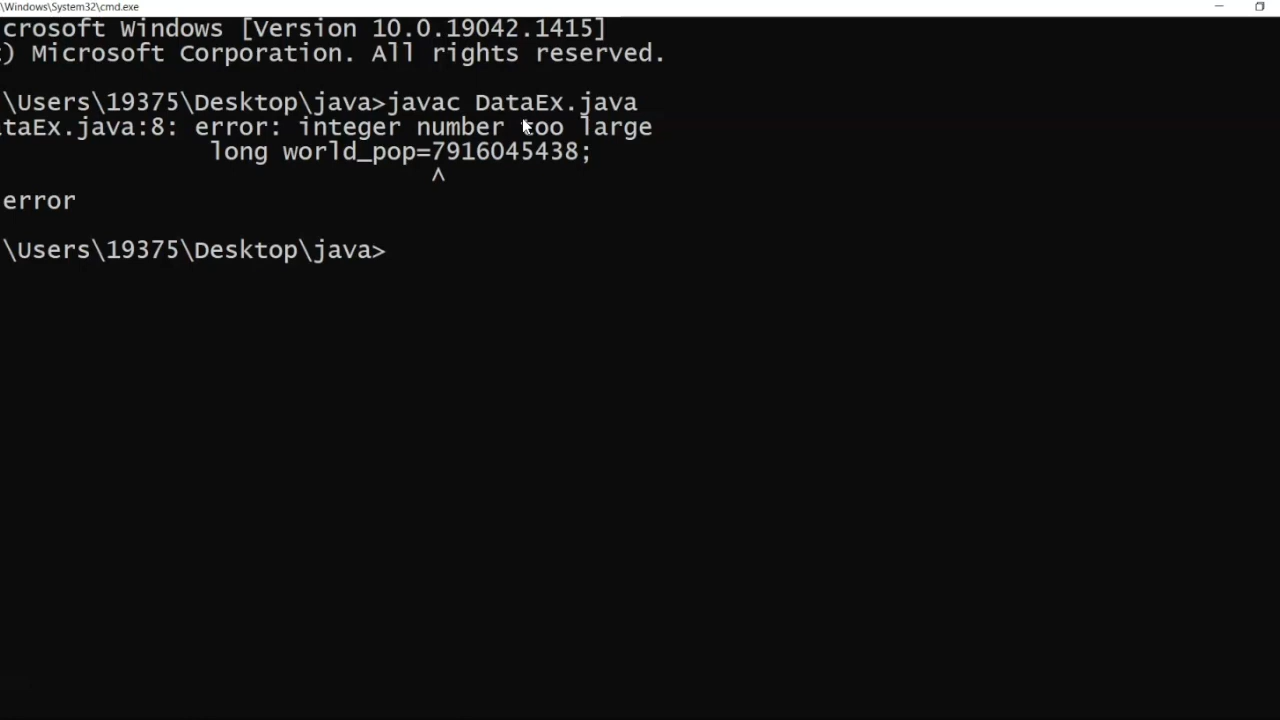 \Windows\System32\cmd.exe
crosoft Windows [Version 10.0.19042.1415]
) Microsoft Corporation. All rights reserved.
\Users\19375\Desktop\java>javac DataEx.java
taEx.java:8: error: integer number too large
long world_pop=7916045438;
^
error
\Users\19375\Desktop\java>